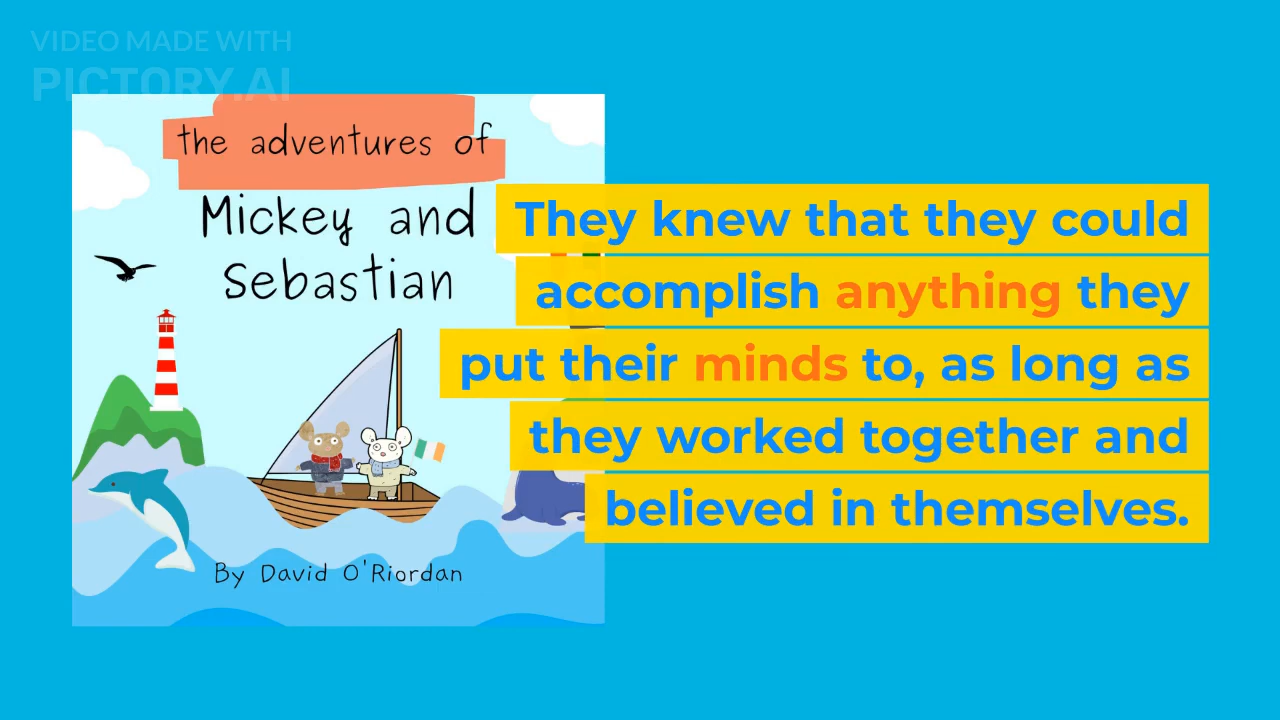 VIDEO MADE WITH
PICTORY.AI
the adventures of
Mickey and
Sebastian
By David O'Riordan
They knew that they could
accomplish anything they
put their minds to, as long as
they worked together and
believed in themselves.